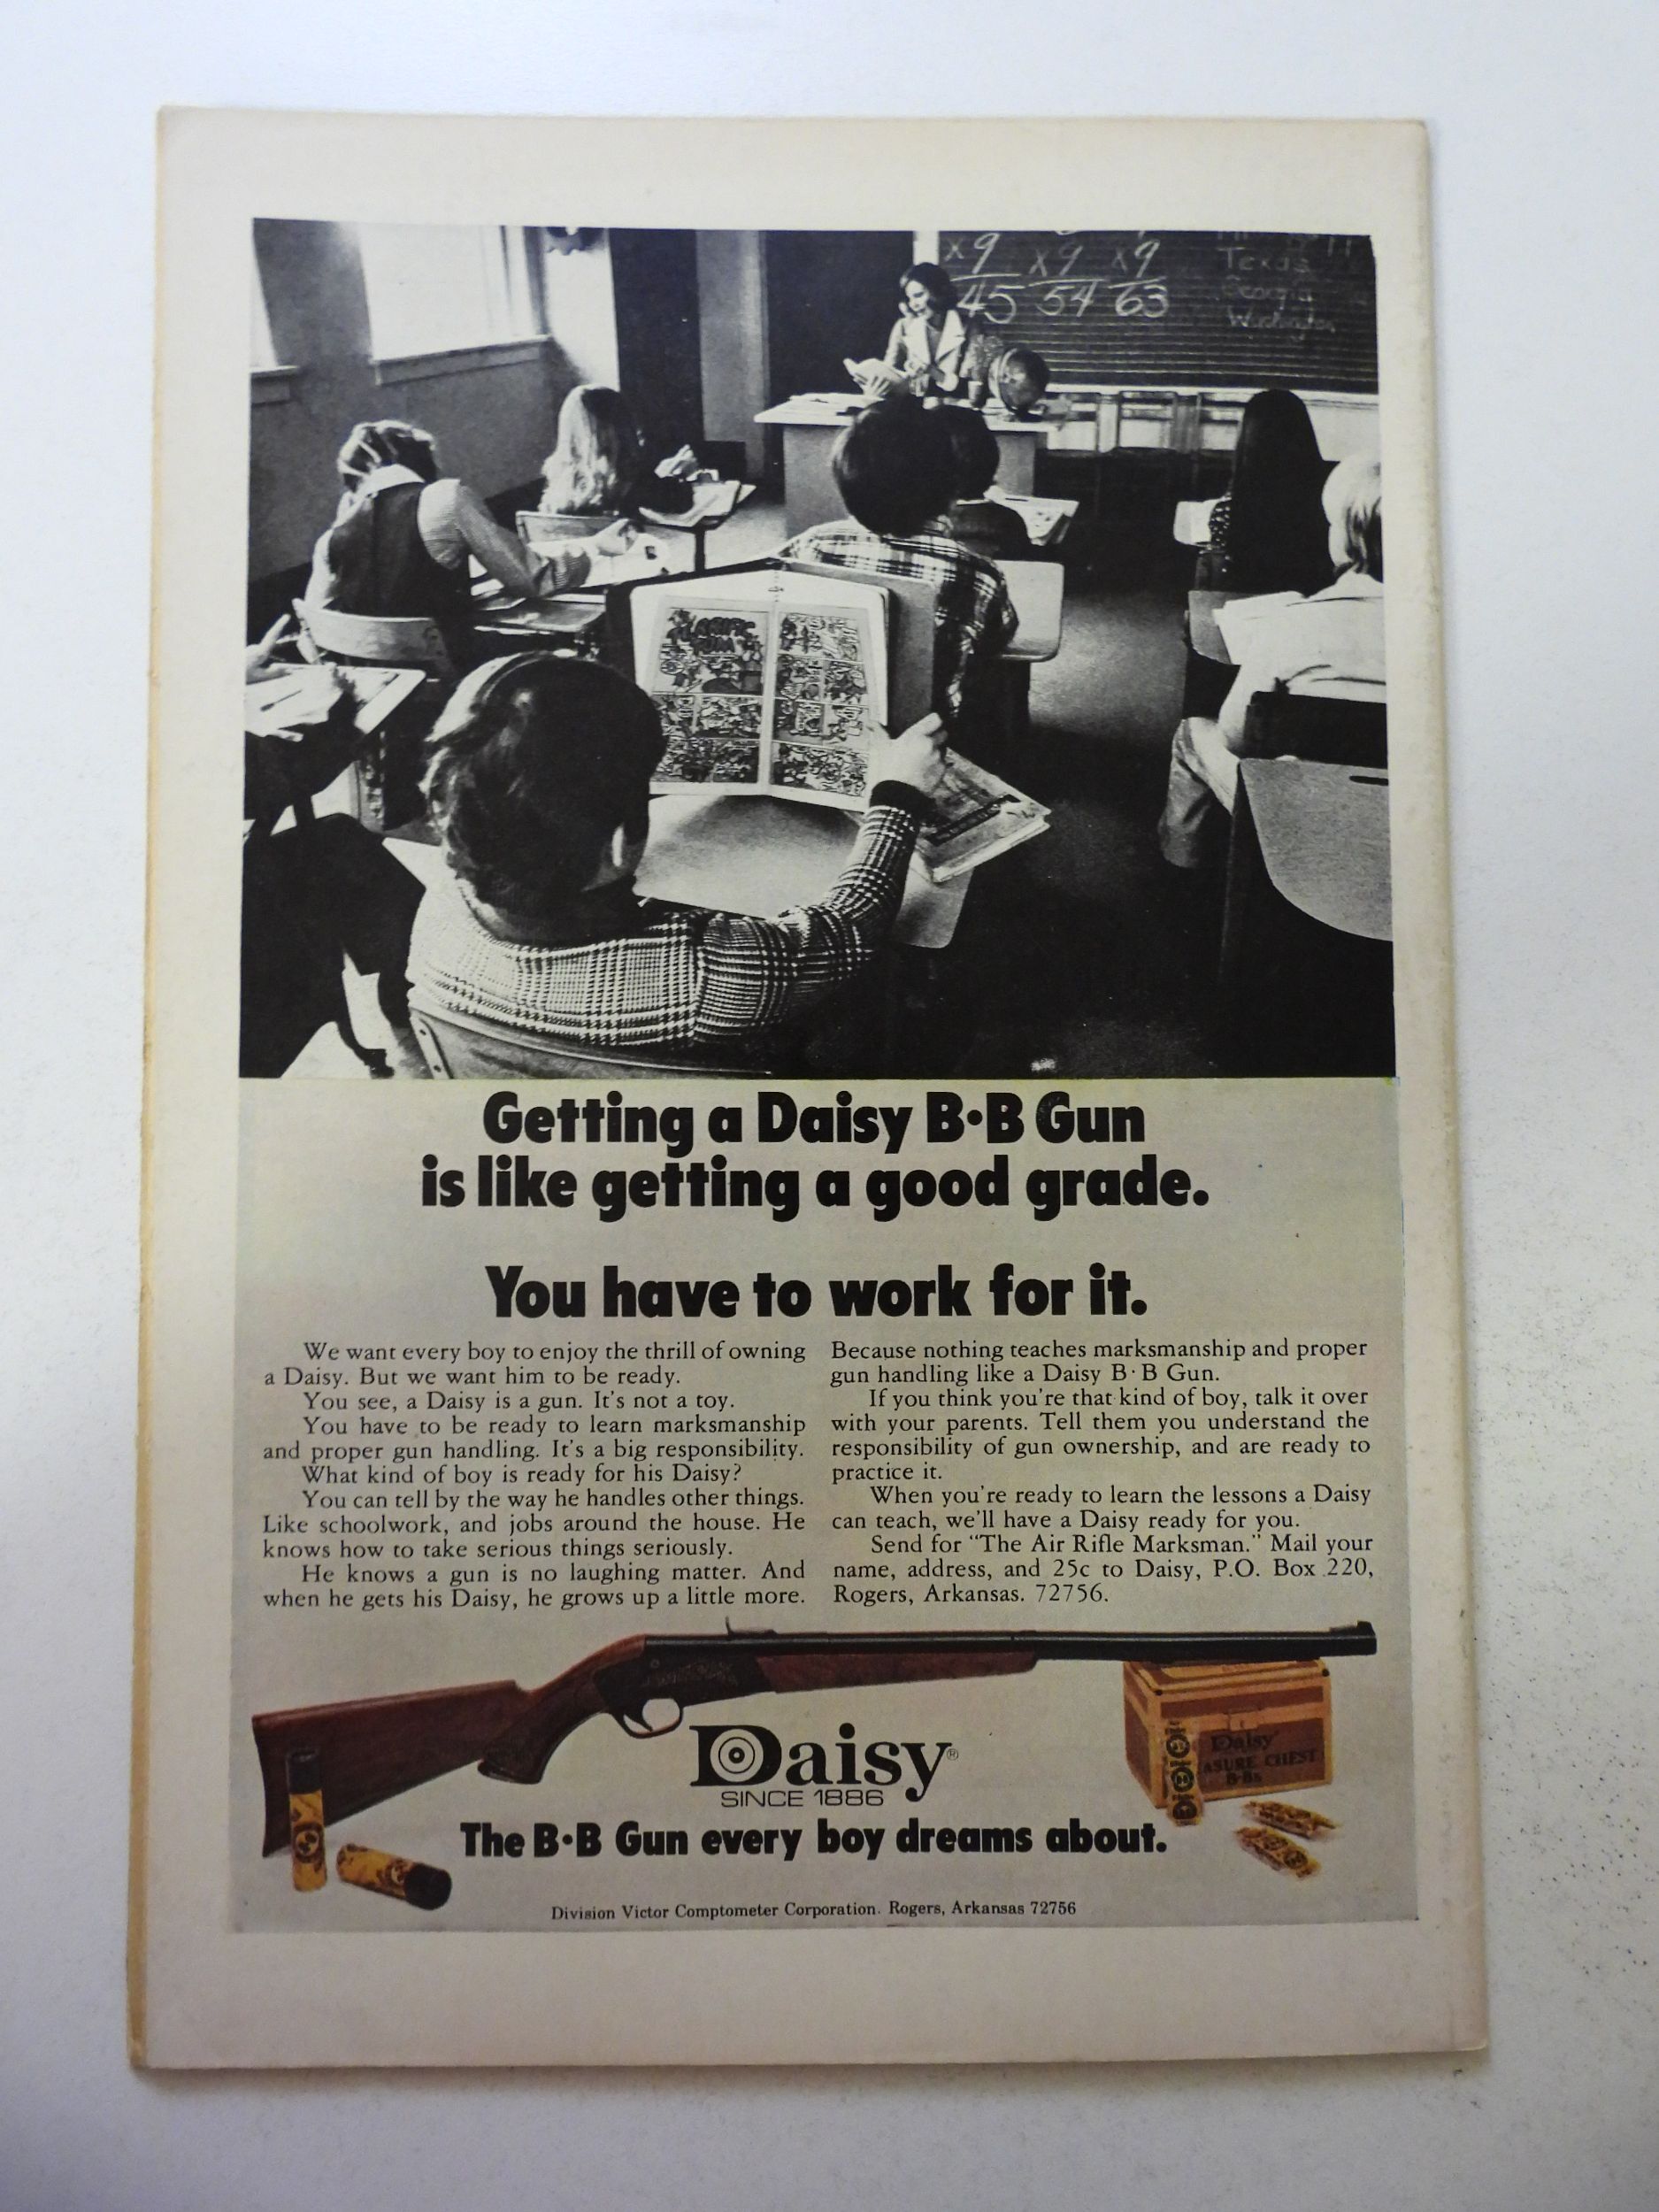 x9 x9 x9
45 54 63
Texas
Georgia
Washington
Getting a Daisy B·B Gun
is like getting a good grade.
You have to work for it.
We want every boy to enjoy the thrill of owning
a Daisy. But we want him to be ready.
You see, a Daisy is a gun. It's not a toy.
You have to be ready to learn marksmanship
and proper gun handling. It's a big responsibility.
What kind of boy is ready for his Daisy?
You can tell by the way he handles other things.
Like schoolwork, and jobs around the house. He
knows how to take serious things seriously.
He knows a gun is no laughing matter. And
when he gets his Daisy, he grows up a little more.
Because nothing teaches marksmanship and proper
gun handling like a Daisy B·B Gun.
If you think you're that kind of boy, talk it over
with your parents. Tell them you understand the
responsibility of gun ownership, and are ready to
practice it.
When you're ready to learn the lessons a Daisy
can teach, we'll have a Daisy ready for you.
Send for "The Air Rifle Marksman." Mail your
name, address, and 25c to Daisy, P.O. Box 220,
Rogers, Arkansas. 72756.
Daisy
ASURE CHEST
B·Bs
Daisy®
SINCE 1886
The B·B Gun every boy dreams about.
Division Victor Comptometer Corporation. Rogers, Arkansas 72756